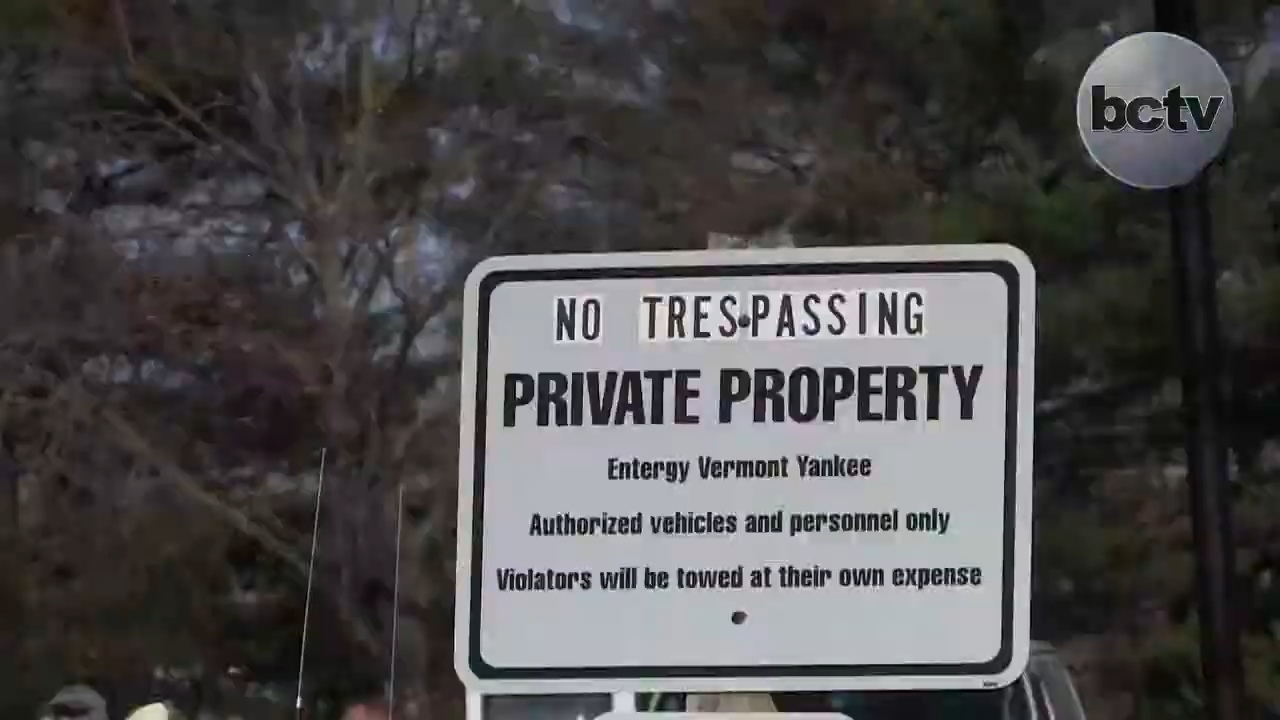 bctv
NO TRESPASSING
PRIVATE PROPERTY
Entergy Vermont Yankee
Authorized vehicles and personnel only
Violators will be towed at their own expense